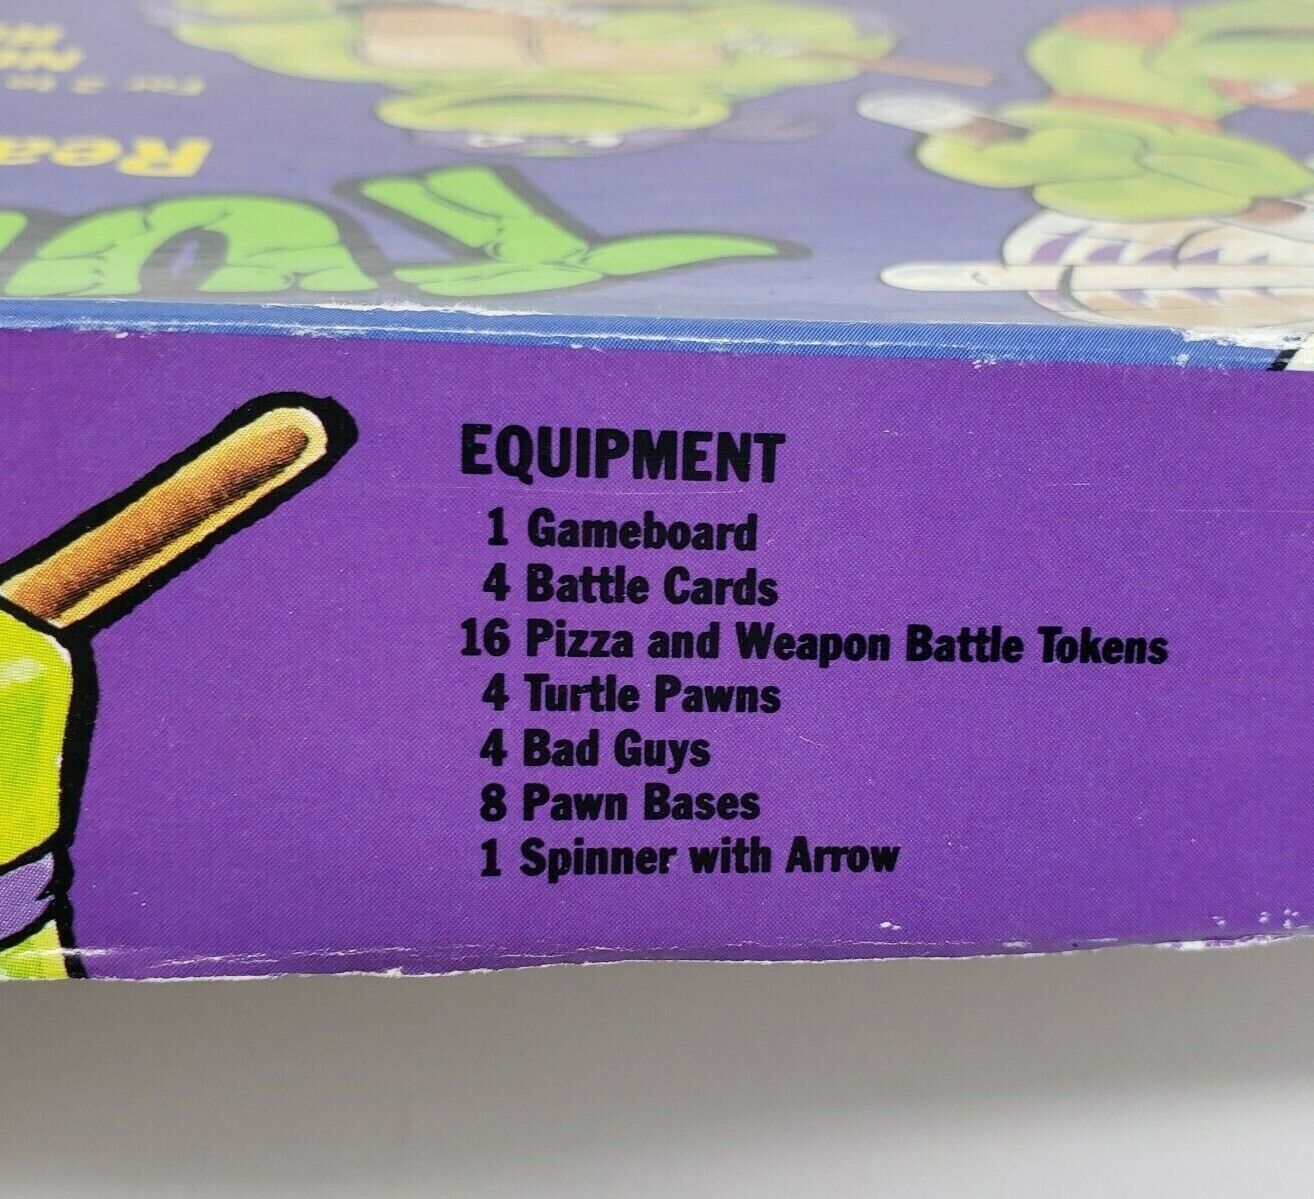 EQUIPMENT
1 Gameboard
4 Battle Cards
16 Pizza and Weapon Battle Tokens
4 Turtle Pawns
4 Bad Guys
8 Pawn Bases
1 Spinner with Arrow